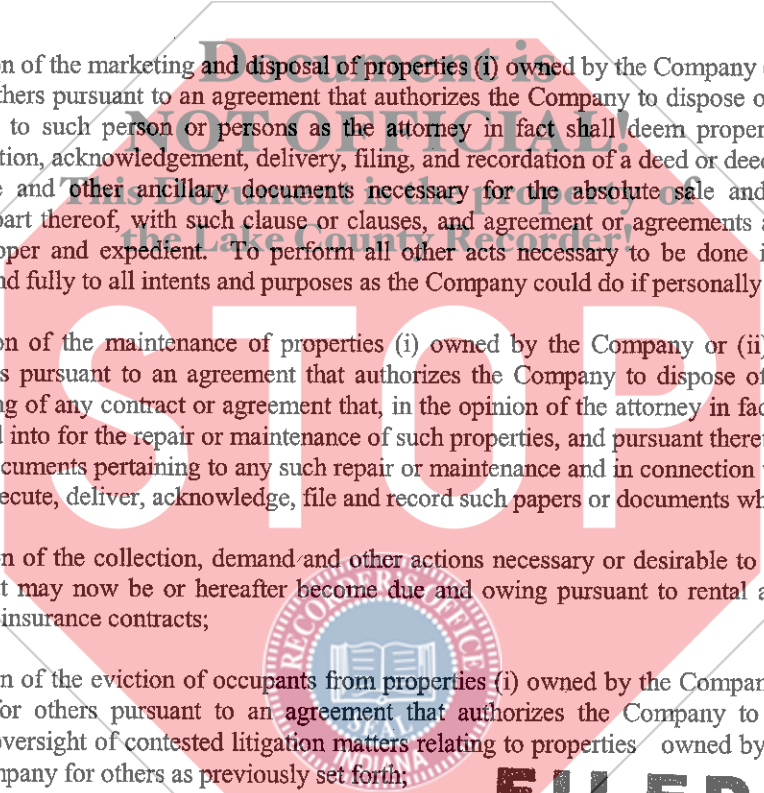 Document is
n of the marketing and disposal of properties (i) owned by the Company
thers pursuant to an agreement that authorizes the Company to dispose o
NOT OFFICIAL!
to such person or persons as the attorney in fact shall deem proper
tion, acknowledgement, delivery, filing, and recordation of a deed or deed
This Document is the property of
e and other ancillary documents necessary for the absolute sale and
part thereof, with such clause or clauses, and agreement or agreements a
the Lake County Recorder!
oper and expedient. To perform all other acts necessary to be done i
nd fully to all intents and purposes as the Company could do if personally
STOP
on of the maintenance of properties (i) owned by the Company or (ii)
s pursuant to an agreement that authorizes the Company to dispose of
ng of any contract or agreement that, in the opinion of the attorney in fac
l into for the repair or maintenance of such properties, and pursuant there
cuments pertaining to any such repair or maintenance and in connection
ecute, deliver, acknowledge, file and record such papers or documents wh
n of the collection, demand and other actions necessary or desirable to
t may now be or hereafter become due and owing pursuant to rental a
insurance contracts;
RECORDER'S OFFICE
SEAL
INDIANA
n of the eviction of occupants from properties (i) owned by the Compan
for others pursuant to an agreement that authorizes the Company to
oversight of contested litigation matters relating to properties owned by
mpany for others as previously set forth;
FILED